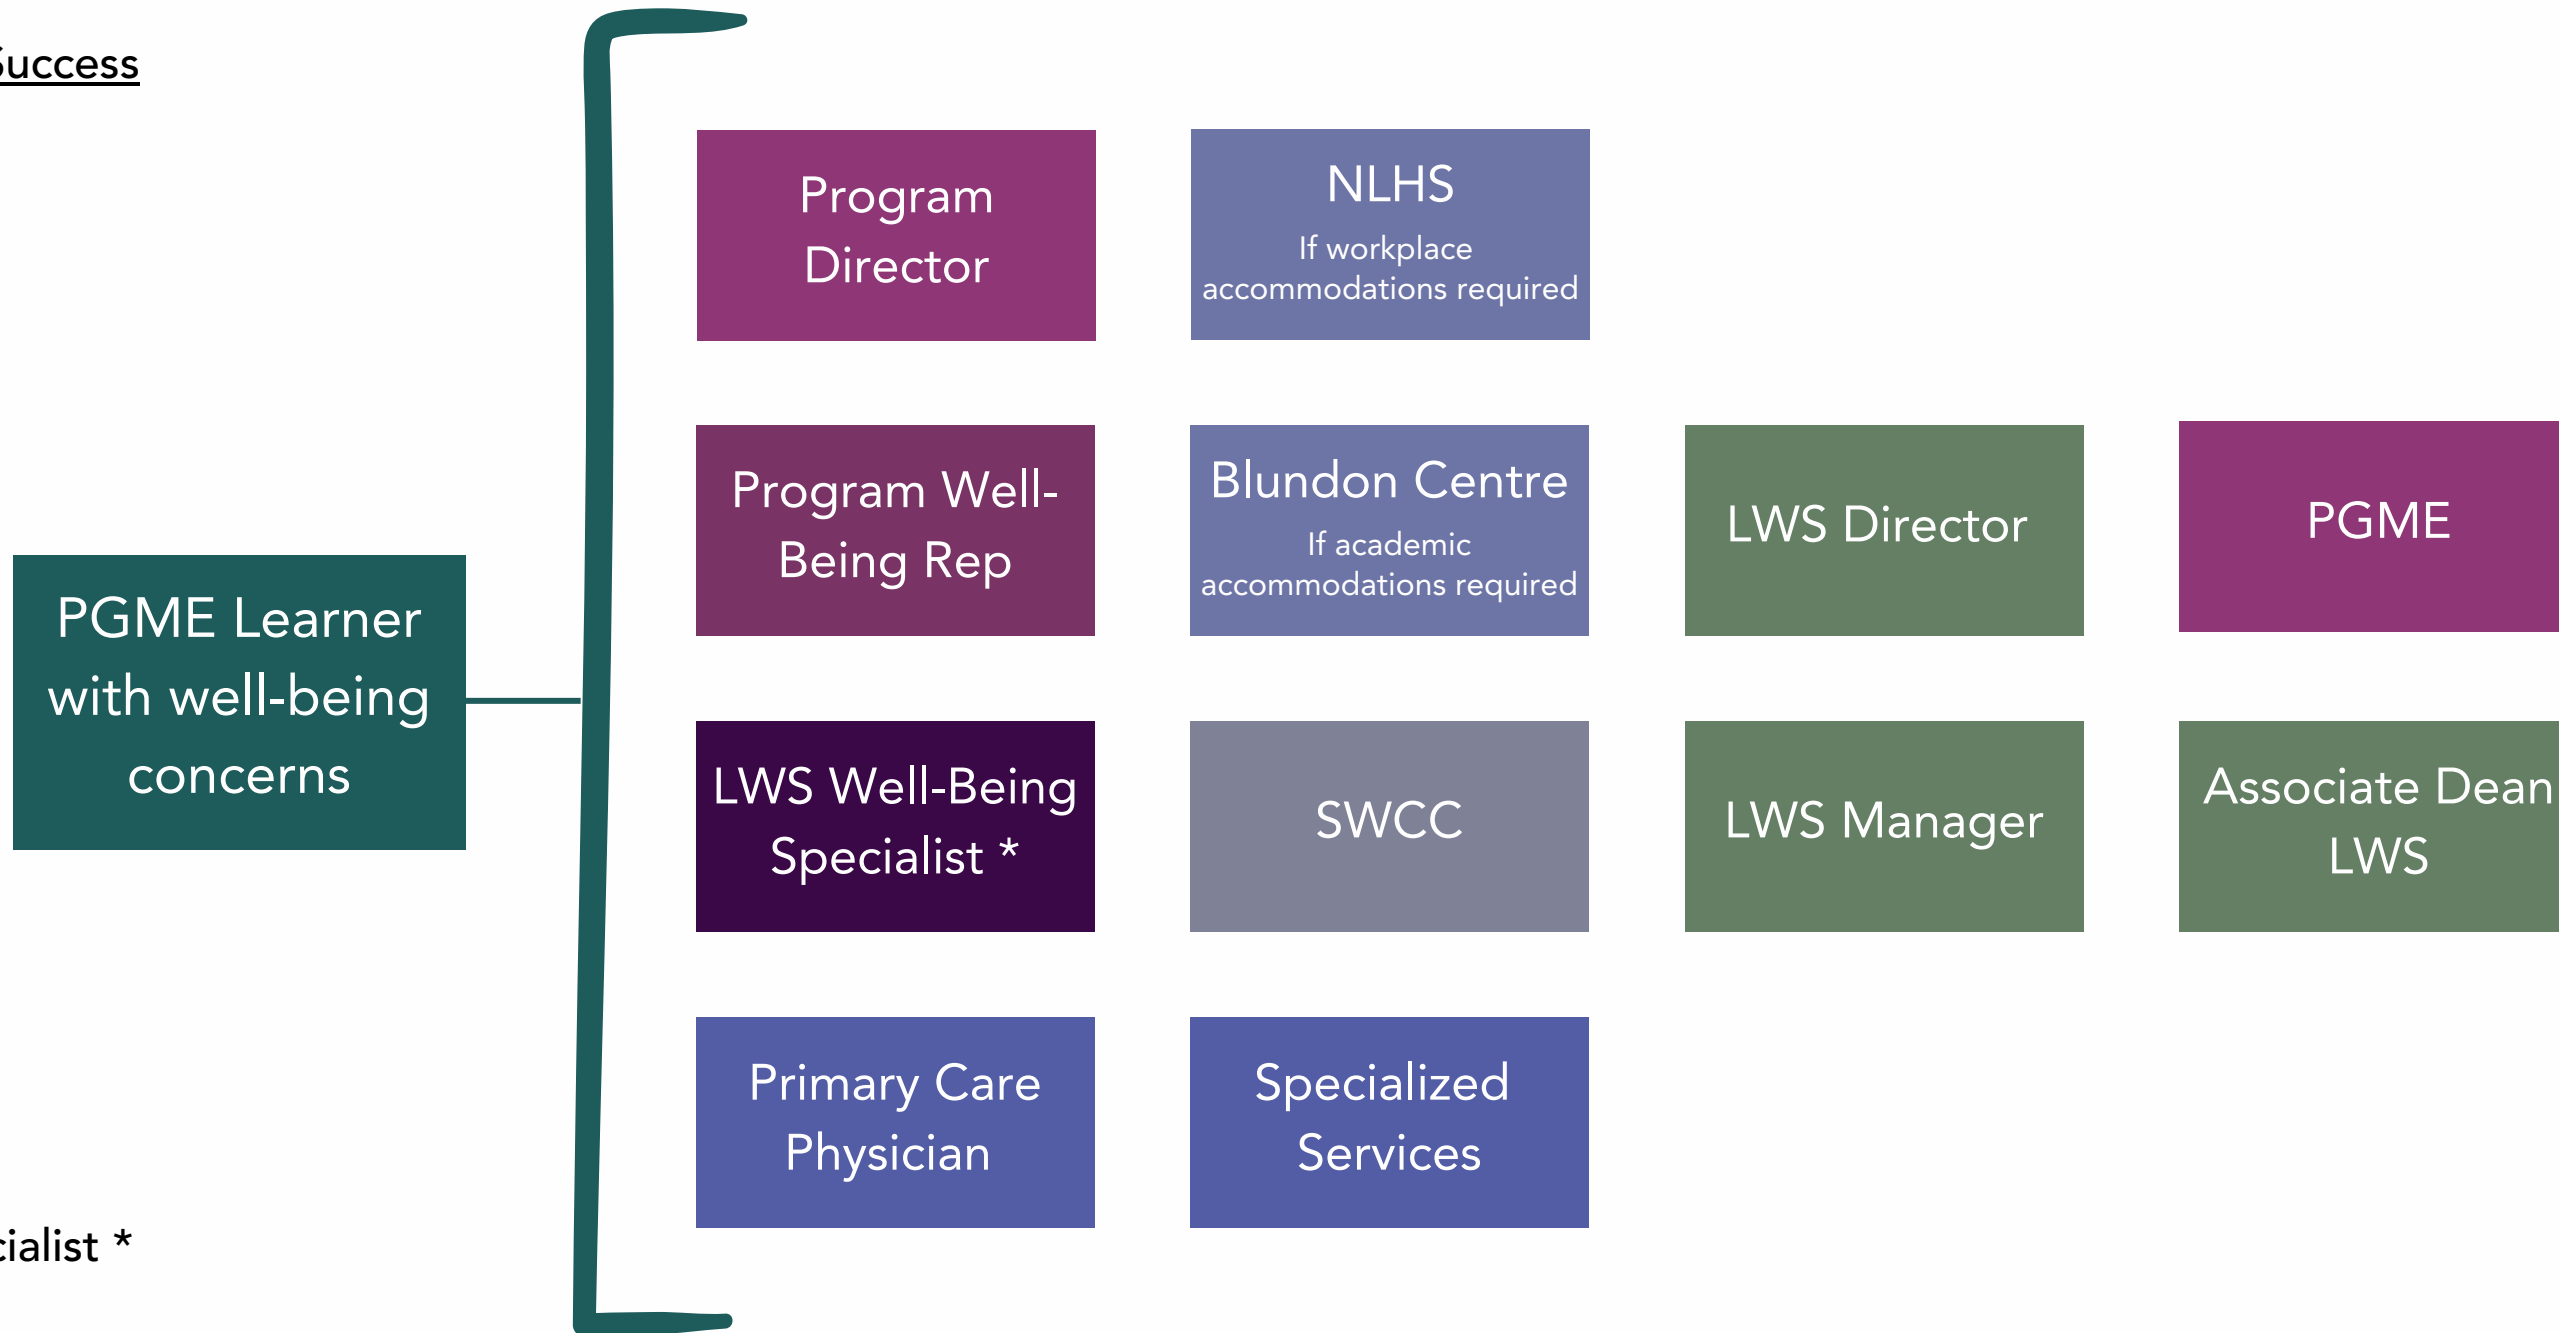 Success
Program
Director
NLHS
If workplace
accommodations required
Program Well-
Being Rep
Blundon Centre
If academic
accommodations required
LWS Director
PGME
PGME Learner
with well-being
concerns
LWS Well-Being
Specialist *
SWCC
LWS Manager
Associate Dean
LWS
Primary Care
Physician
Specialized
Services
cialist *